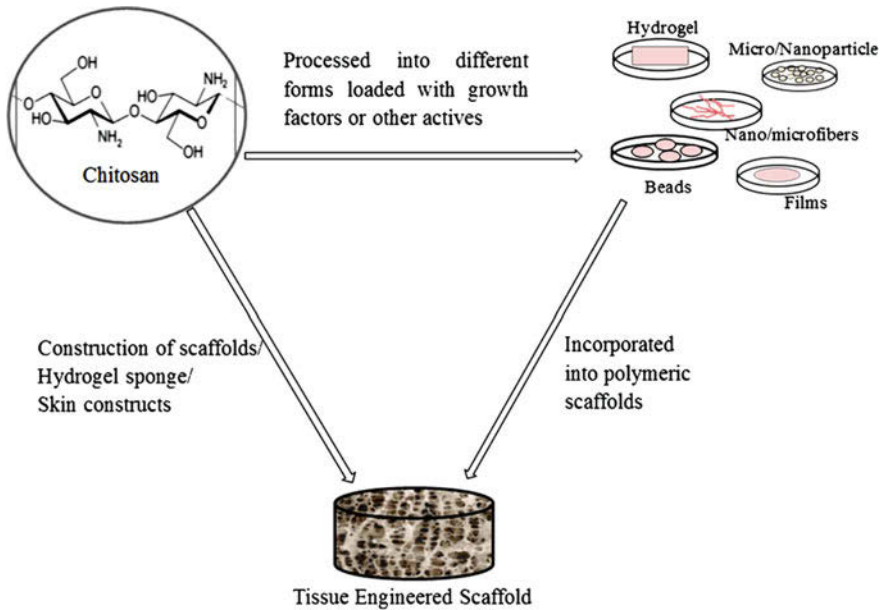 OH
NH2
O
O
O
HO
HO
NH2
O
OH
Chitosan
Processed into different
forms loaded with growth
factors or other actives
Hydrogel
Micro/Nanoparticle
Nano/microfibers
Beads
Films
Construction of scaffolds/
Hydrogel sponge/
Skin constructs
Incorporated
into polymeric
scaffolds
Tissue Engineered Scaffold